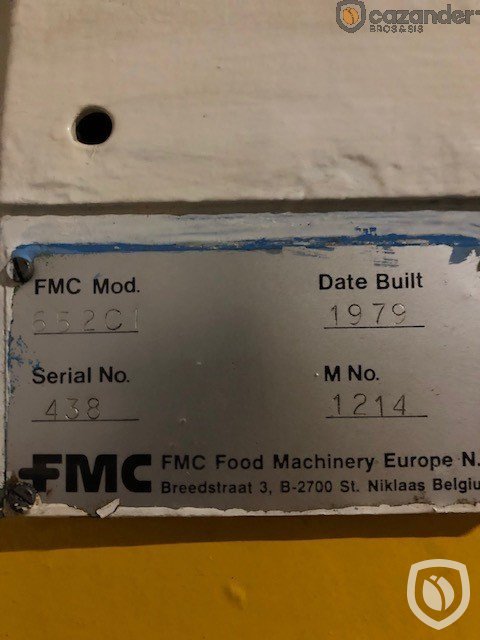 cazander
BROS & SIS
FMC Mod.
Date Built
652C1
1979
Serial No.
M No.
438
1214
FMC FMC Food Machinery Europe N.
Breedstraat 3, B-2700 St. Niklaas Belgiu